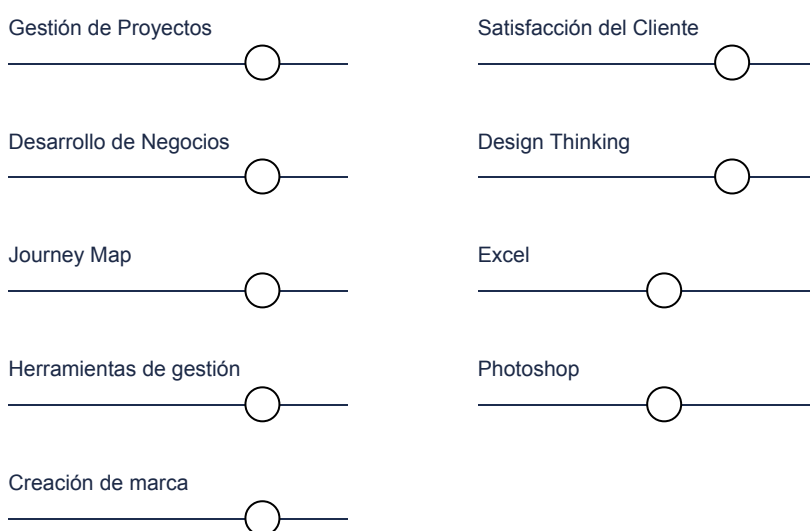 Gestión de Proyectos
Satisfacción del Cliente
Desarrollo de Negocios
Design Thinking
Journey Map
Excel
Herramientas de gestión
Photoshop
Creación de marca